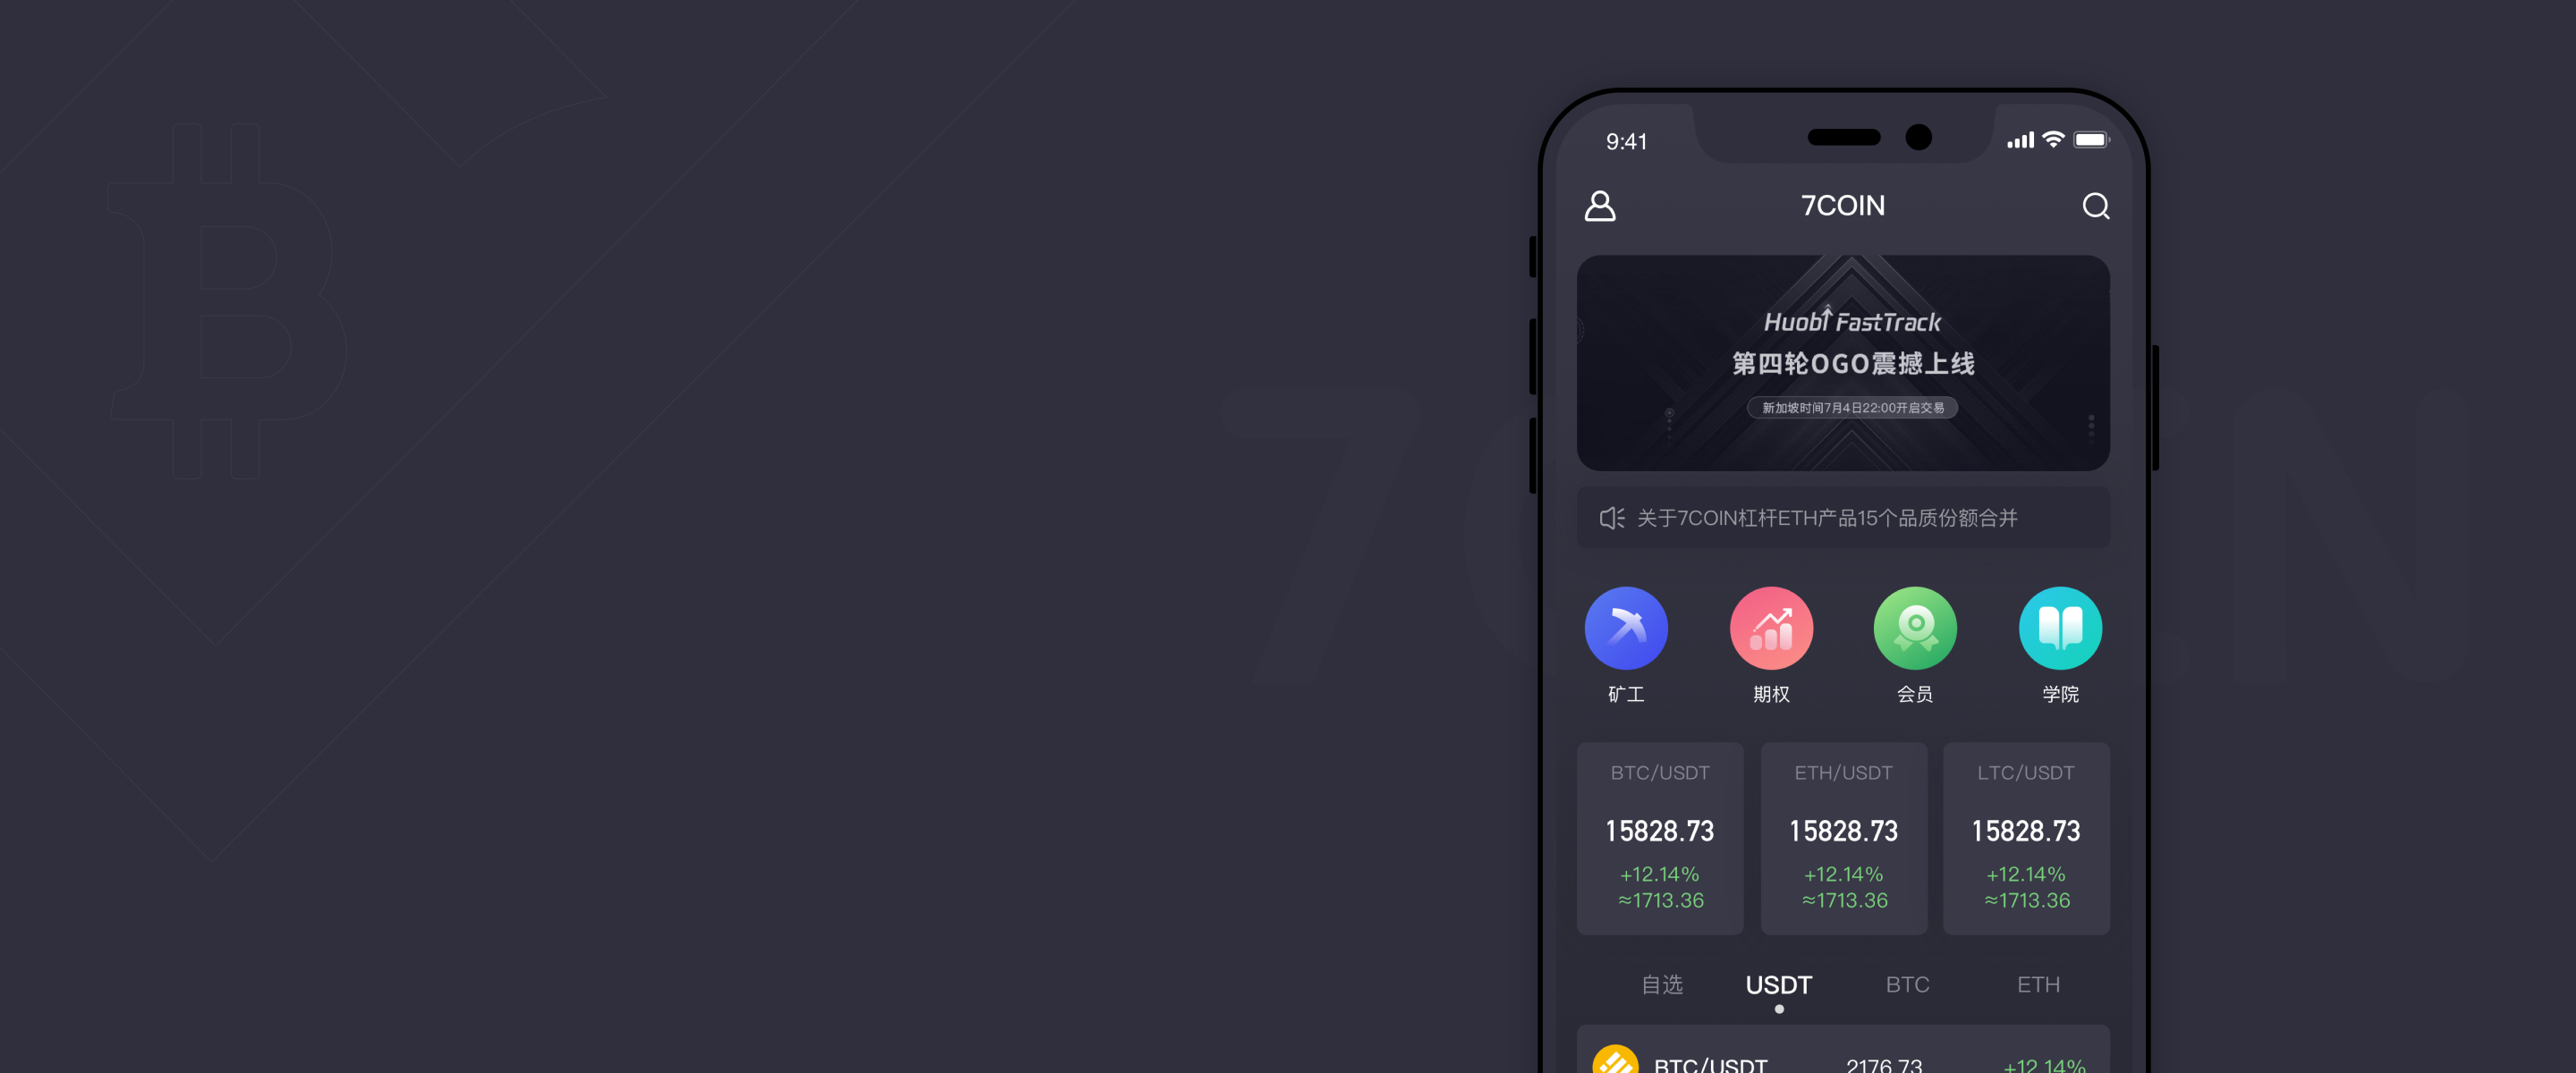 9:41
7COIN
Huobi FastTrack
第四轮OGO震撼上线
新加坡时间7月4日22:00开启交易
关于7COIN杠杆ETH产品15个品质份额合并
矿工 期权 会员 学院
BTC/USDT ETH/USDT LTC/USDT
15828.73 15828.73 15828.73
+12.14% +12.14% +12.14%
≈1713.36 ≈1713.36 ≈1713.36
自选 USDT BTC ETH
BTC/USDT 2176.73 +12.14%